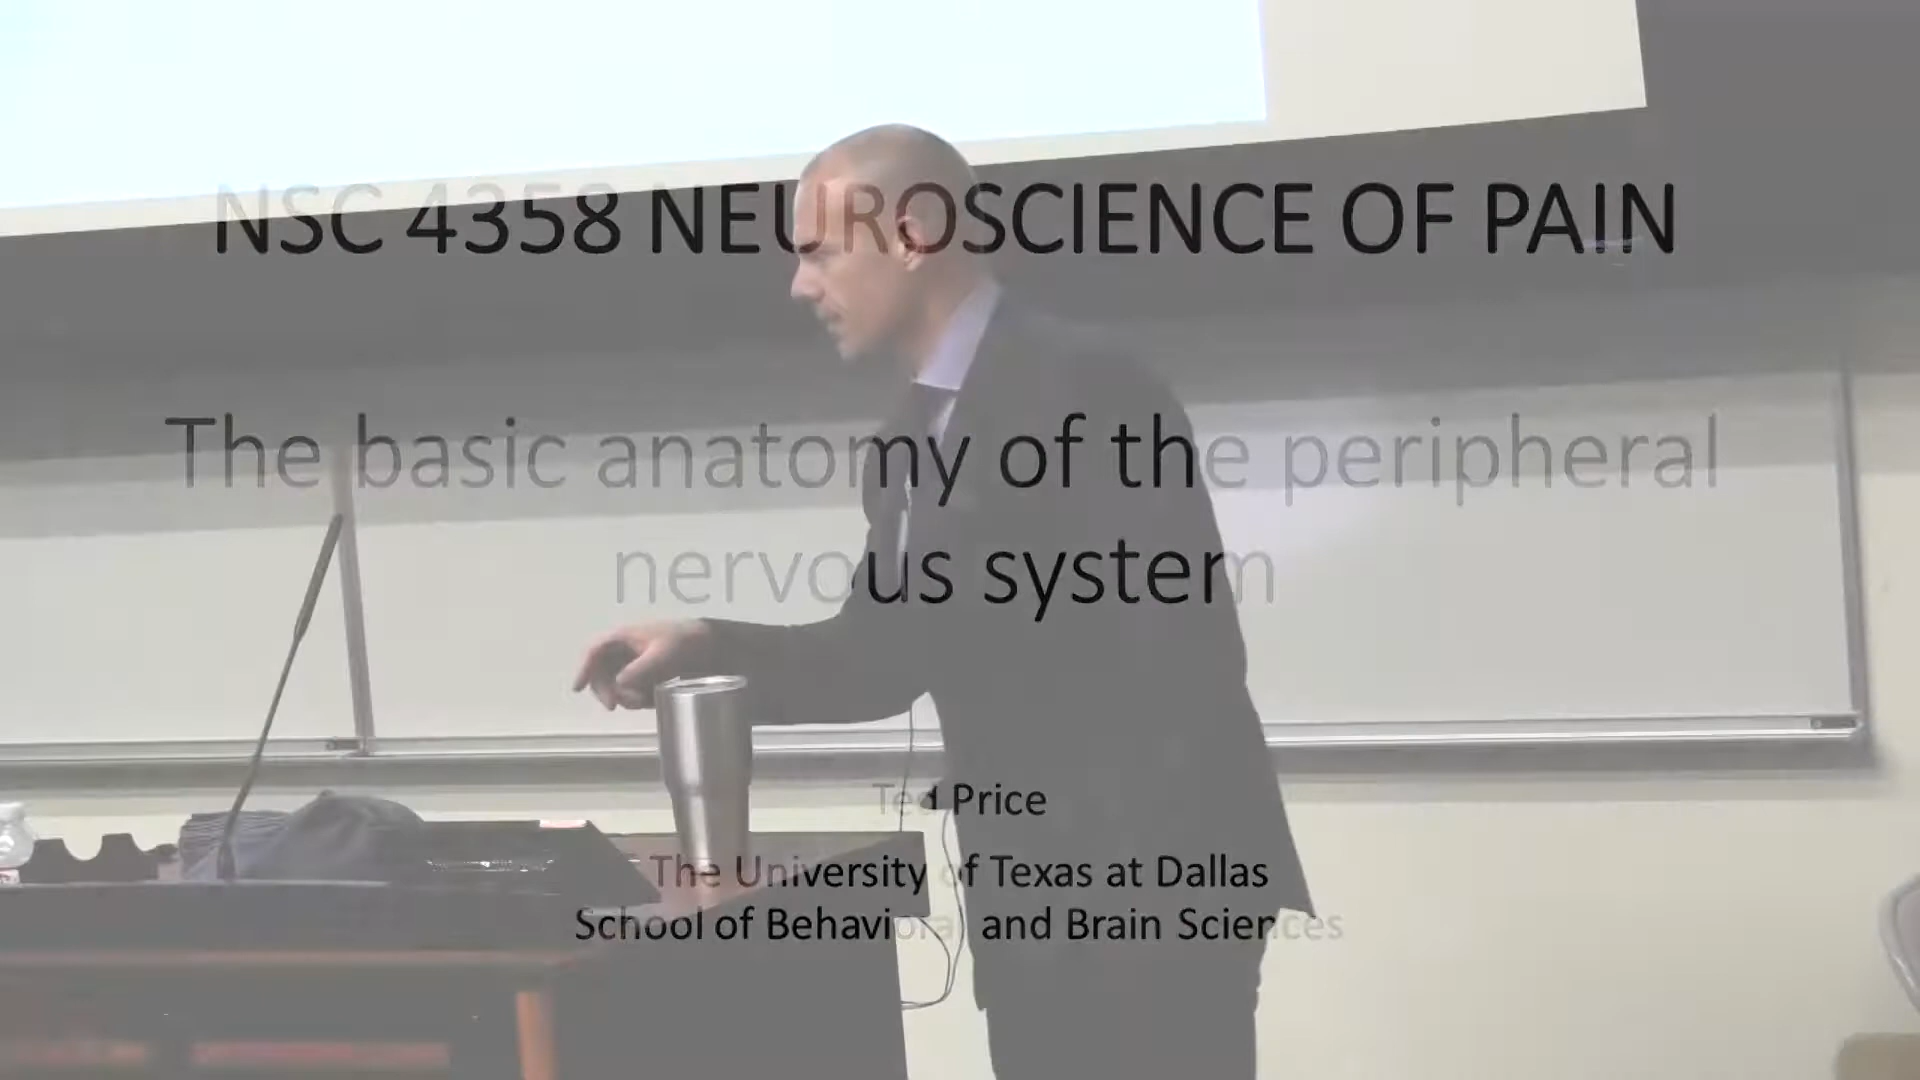 NSC 4358 NEUROSCIENCE OF PAIN
The basic anatomy of the peripheral
nervous system
Ted Price
The University of Texas at Dallas
School of Behavioral and Brain Sciences